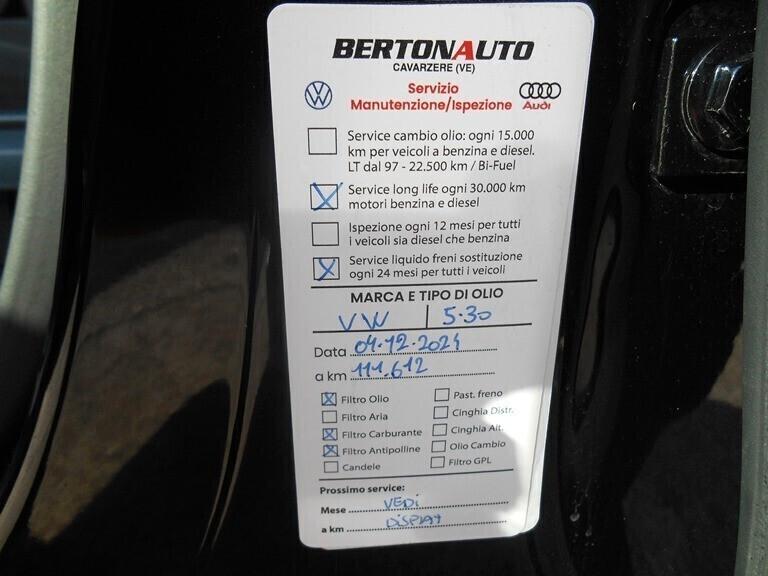 BERTONAUTO
CAVARZERE (VE)
Servizio
Manutenzione/Ispezione
Audi
Service cambio olio: ogni 15.000
km per veicoli a benzina e diesel.
LT dal 97 - 22.500 km / Bi-Fuel
Service long life ogni 30.000 km
motori benzina e diesel
Ispezione ogni 12 mesi per tutti
i veicoli sia diesel che benzina
Service liquido freni sostituzione
ogni 24 mesi per tutti i veicoli
MARCA E TIPO DI OLIO
VW 5.30
Data 04.12.2024
a km 111.612
Filtro Olio Past. freno
Filtro Aria Cinghia Distr.
Filtro Carburante Cinghia Alt.
Filtro Antipolline Olio Cambio
Candele Filtro GPL
Prossimo service:
Mese VEDI
a km DISPLAY